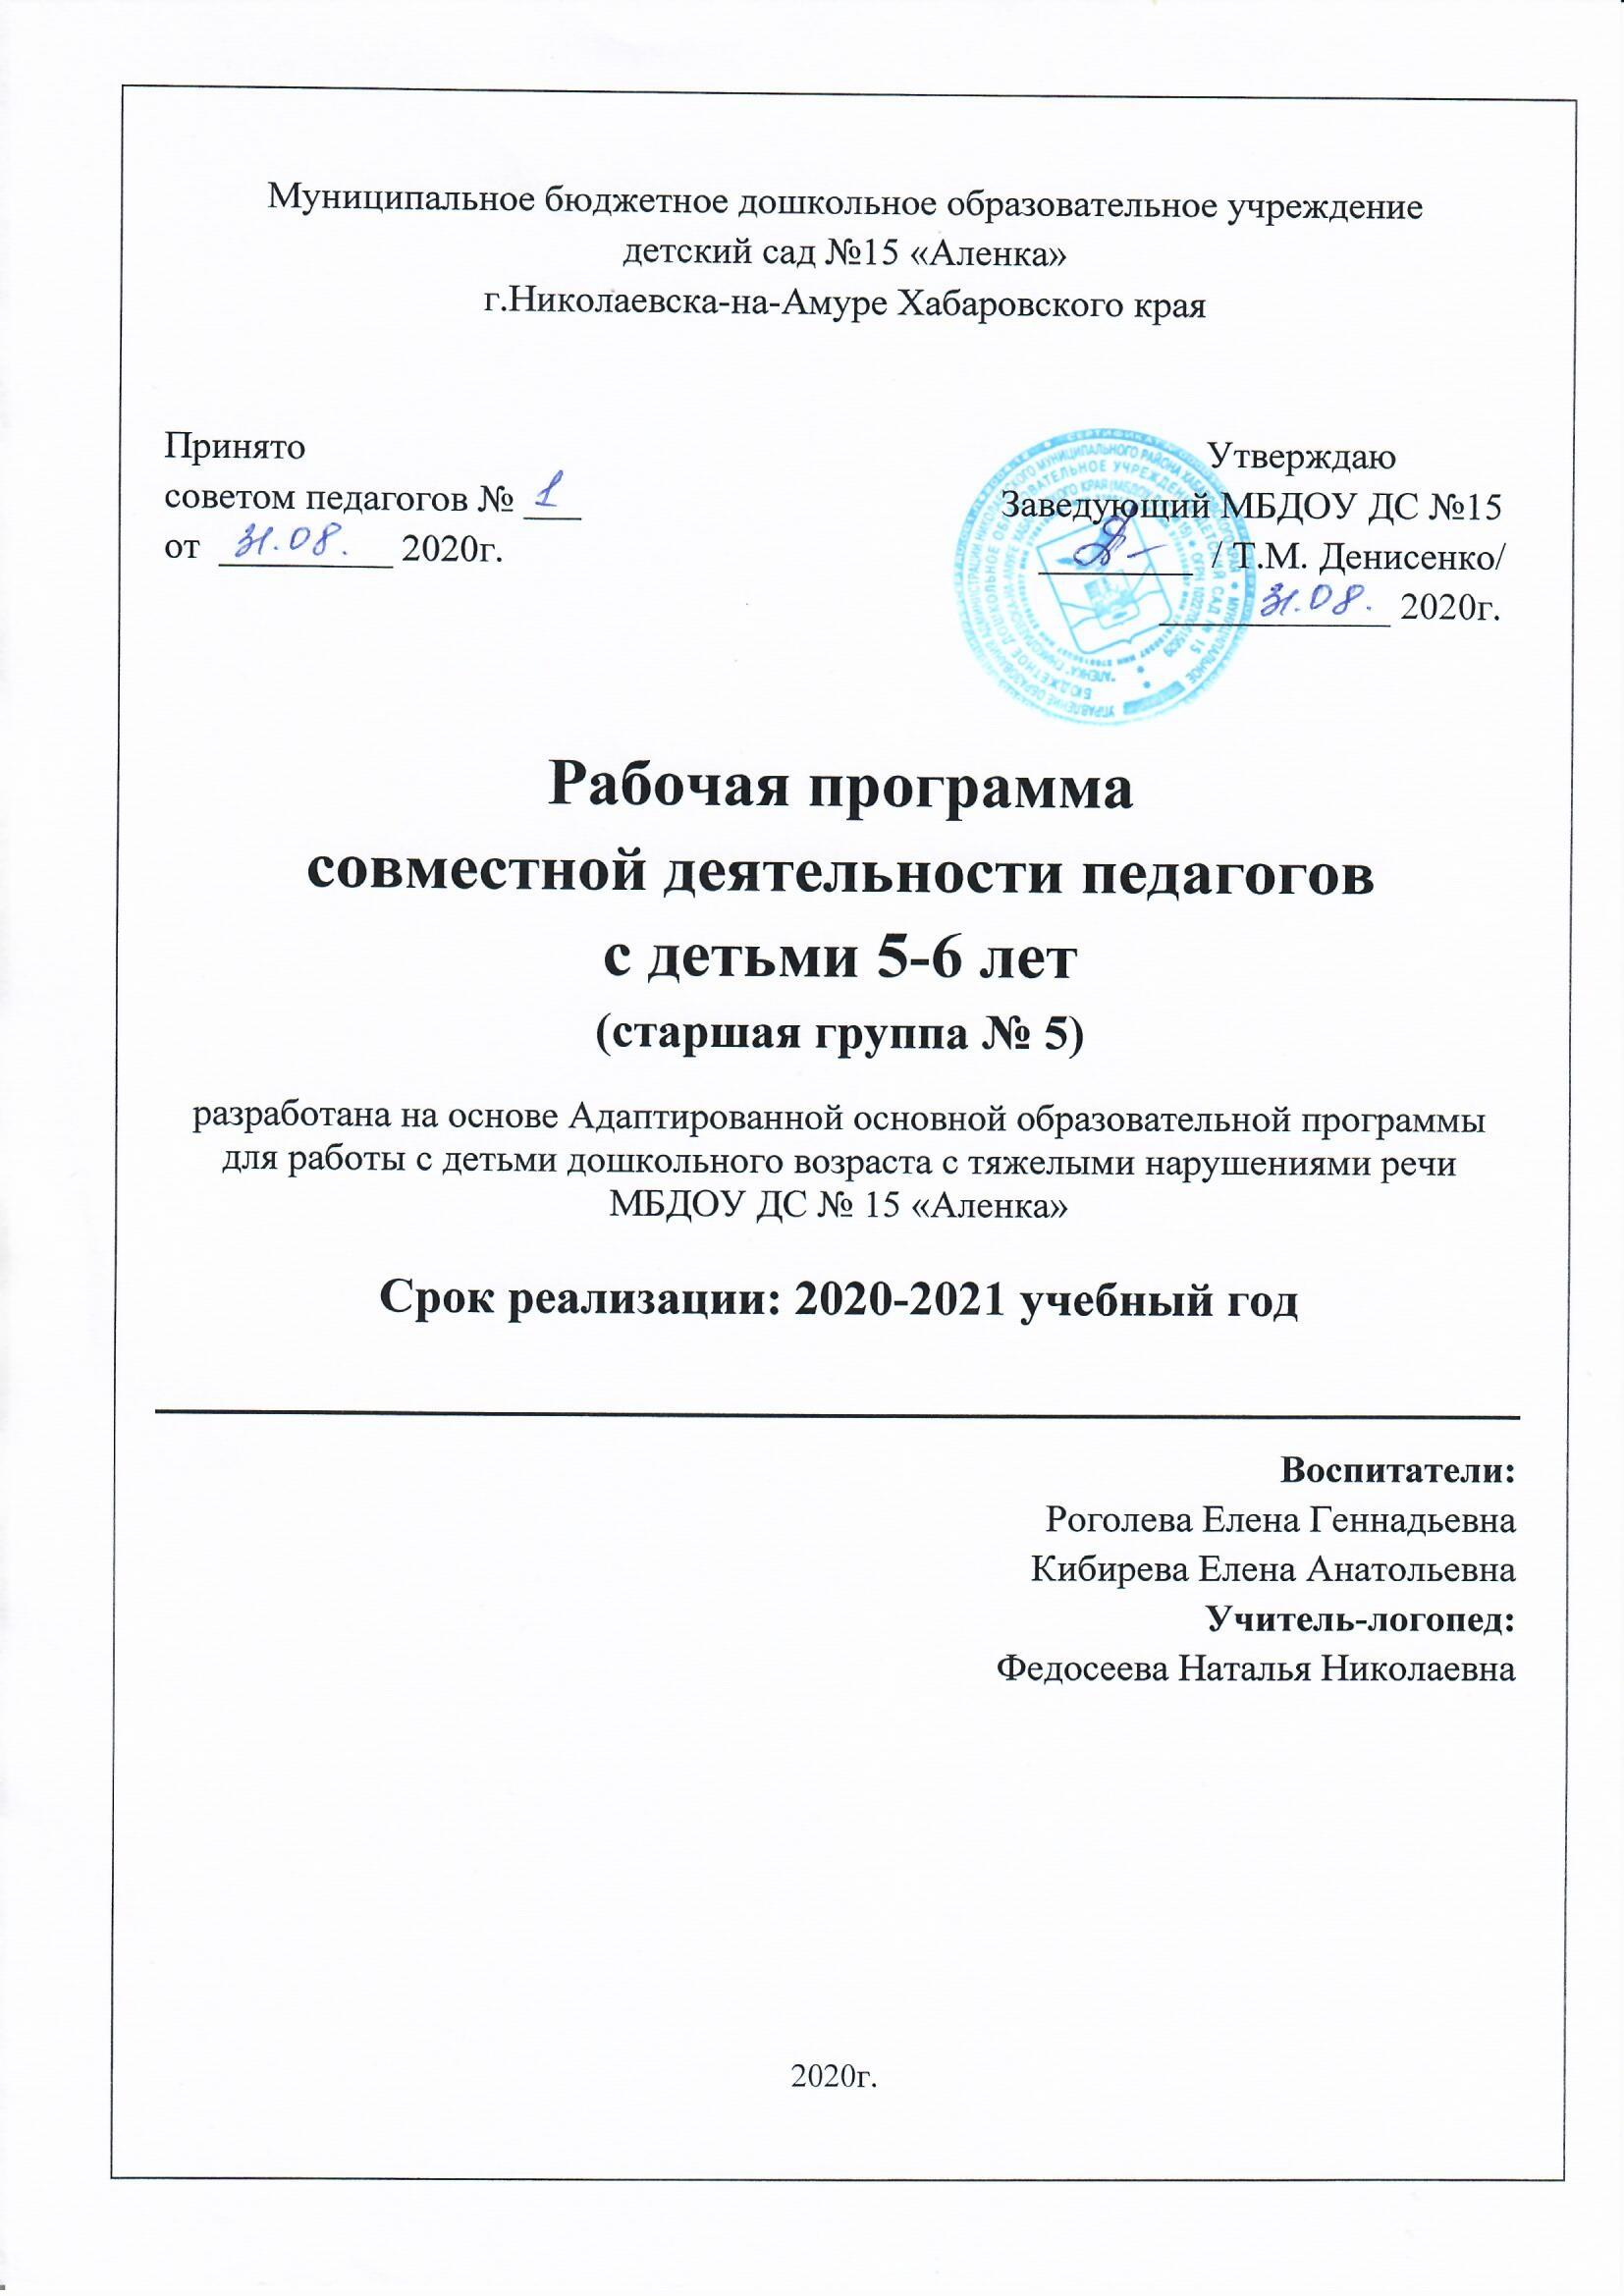 Муниципальное бюджетное дошкольное образовательное учреждение
детский сад №15 «Аленка»
г.Николаевска-на-Амуре Хабаровского края
Принято
советом педагогов № 1
от 31.08. 2020г.
Утверждаю
Заведующий МБДОУ ДС №15
/ Т.М. Денисенко/
31.08. 2020г.
Рабочая программа
совместной деятельности педагогов
с детьми 5-6 лет
(старшая группа № 5)
разработана на основе Адаптированной основной образовательной программы
для работы с детьми дошкольного возраста с тяжелыми нарушениями речи
МБДОУ ДС № 15 «Аленка»
Срок реализации: 2020-2021 учебный год
Воспитатели:
Роголева Елена Геннадьевна
Кибирева Елена Анатольевна
Учитель-логопед:
Федосеева Наталья Николаевна
2020г.